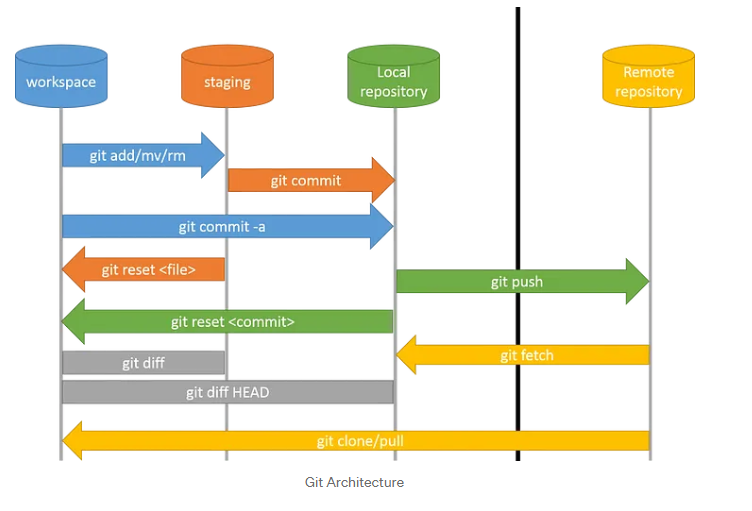 workspace
staging
Local
repository
Remote
repository
git add/mv/rm
git commit
git commit -a
git reset <file>
git push
git reset <commit>
git fetch
git diff
git diff HEAD
git clone/pull
Git Architecture